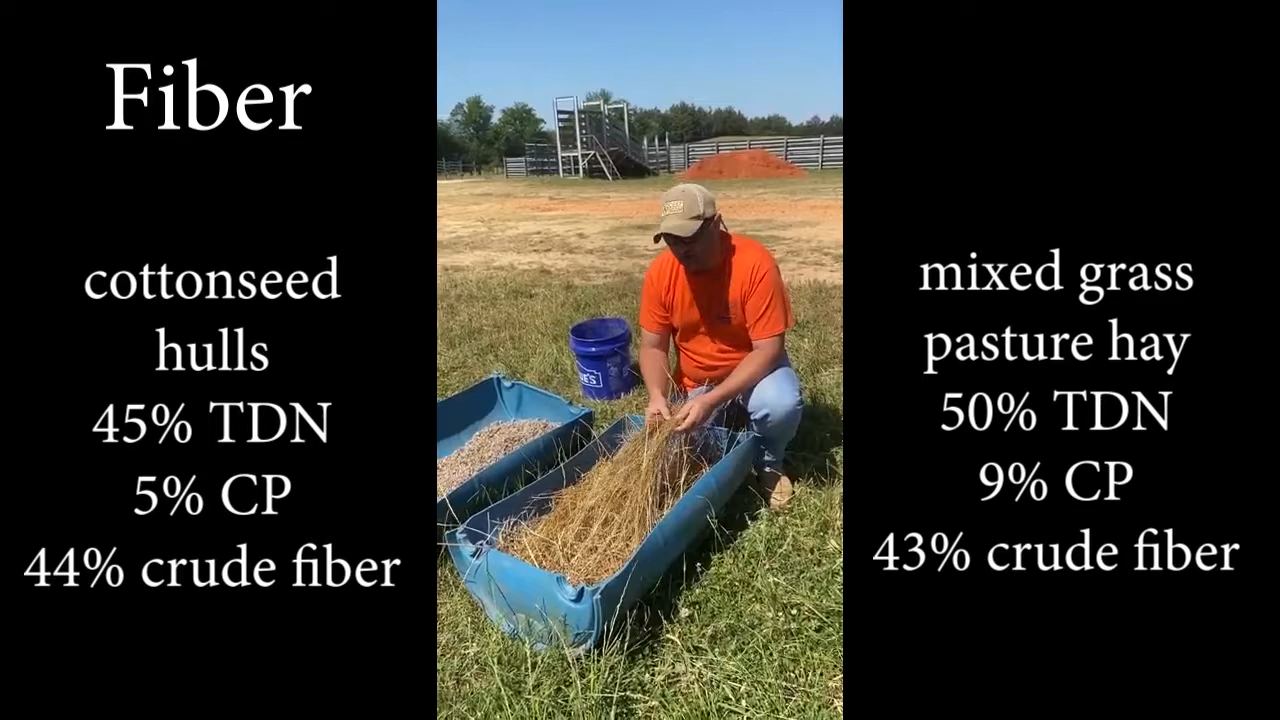 Fiber
cottonseed
hulls
45% TDN
5% CP
44% crude fiber
mixed grass
pasture hay
50% TDN
9% CP
43% crude fiber